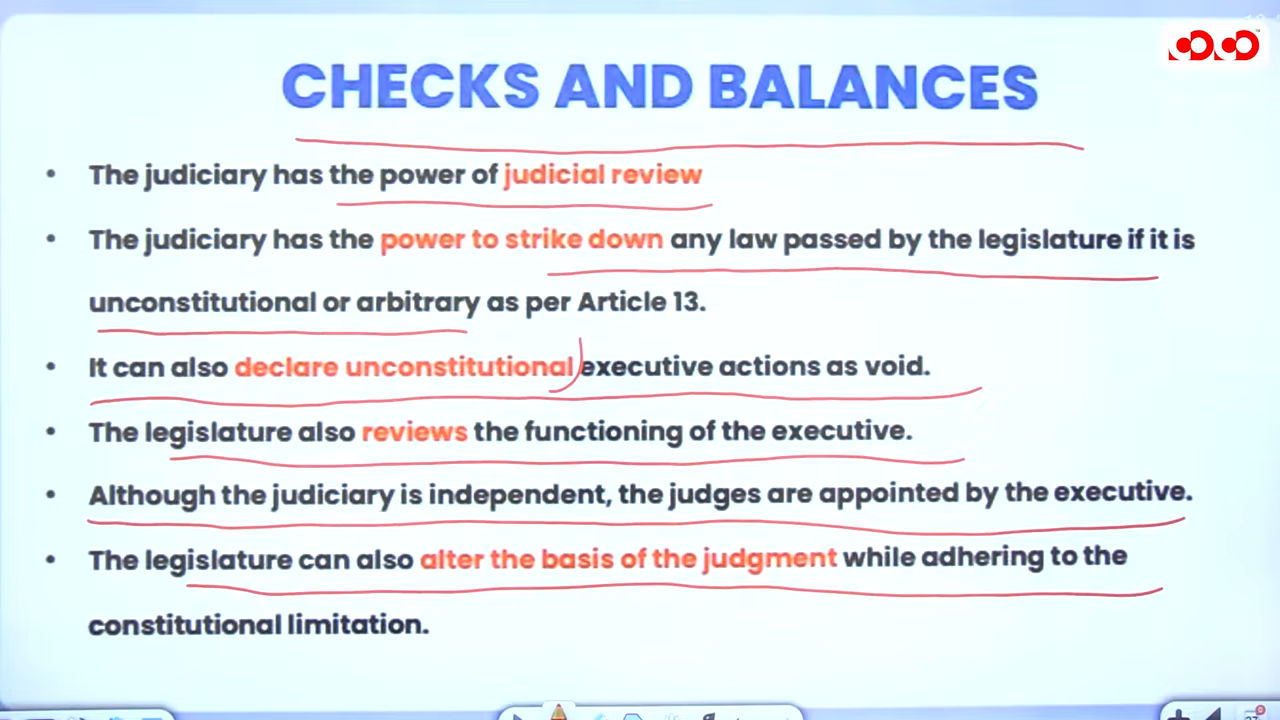 CHECKS AND BALANCES
• The judiciary has the power of judicial review
• The judiciary has the power to strike down any law passed by the legislature if it is
unconstitutional or arbitrary as per Article 13.
• It can also declare unconstitutional executive actions as void.
• The legislature also reviews the functioning of the executive.
• Although the judiciary is independent, the judges are appointed by the executive.
• The legislature can also alter the basis of the judgment while adhering to the
constitutional limitation.